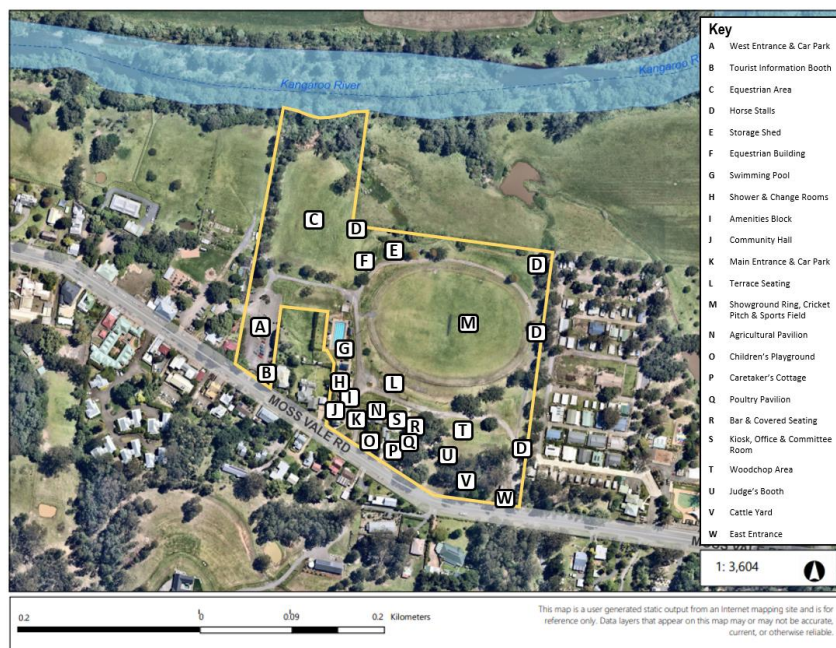 Kangaroo River
Kangaroo R
Key
A West Entrance & Car Park
B Tourist Information Booth
C Equestrian Area
D Horse Stalls
E Storage Shed
F Equestrian Building
G Swimming Pool
H Shower & Change Rooms
I Amenities Block
J Community Hall
K Main Entrance & Car Park
L Terrace Seating
M Showground Ring, Cricket
Pitch & Sports Field
N Agricultural Pavilion
O Children's Playground
P Caretaker's Cottage
Q Poultry Pavilion
R Bar & Covered Seating
S Kiosk, Office & Committee
Room
T Woodchop Area
U Judge's Booth
V Cattle Yard
W East Entrance
C
D
E
F
D
A
M
D
G
B
H
L
I
J
N
K
S
R
T
O
Q
P
U
D
V
W
MOSS VALE RD
1: 3,604
0.2
0
0.09
0.2
Kilometers
This map is a user generated static output from an Internet mapping site and is for
reference only. Data layers that appear on this map may or may not be accurate,
current, or otherwise reliable.